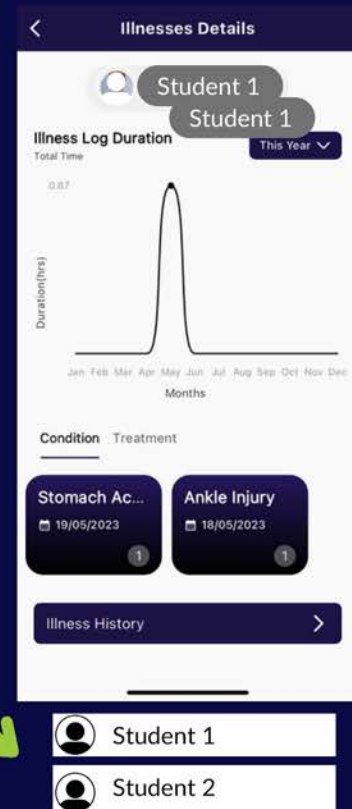 Illnesses Details
Student 1
Student 1
Illness Log Duration
Total Time
This Year
0.87
Duration(hrs)
Jan Feb Mar Apr May Jun Jul Aug Sep Oct Nov Dec
Months
Condition Treatment
Stomach Ac...
Ankle Injury
19/05/2023
18/05/2023
1
1
Illness History
Student 1
Student 2